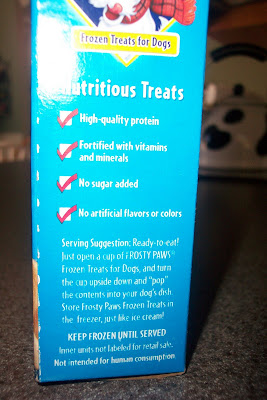 Frozen Treats for Dogs
Nutritious Treats
High-quality protein
Fortified with vitamins
and minerals
No sugar added
No artificial flavors or colors
Serving Suggestion: Ready-to-eat!
Just open a cup of FROSTY PAWS®
Frozen Treats for Dogs, and turn
the cup upside down and "pop"
the contents into your dog's dish.
Store Frosty Paws Frozen Treats in
the freezer, just like ice cream!
KEEP FROZEN UNTIL SERVED
Inner units not labeled for retail sale.
Not intended for human consumption.